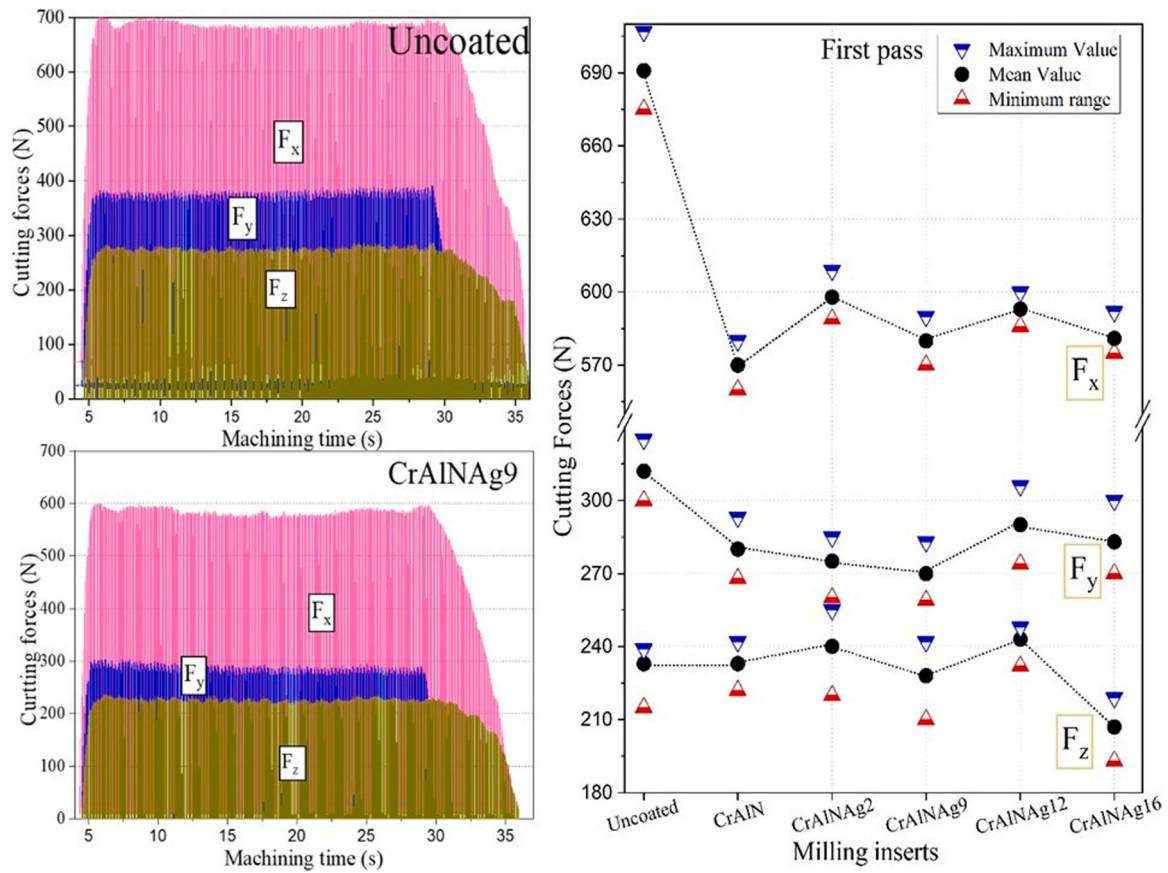 700
600
500
400
300
200
100
0
Cutting forces (N)
Uncoated
Fx
Fy
Fz
5 10 15 20 25 30 35
Machining time (s)
700
600
500
400
300
200
100
0
Curtting forces (N)
CrAlNAg9
Fx
Fy
Fz
5 10 15 20 25 30 35
Machining time (s)
First pass
Maximum Value
Mean Value
Minimum range
690
660
630
600
570
300
270
240
210
180
Cutting Forces (N)
Fx
Fy
Fz
Uncoated CrAlN CrAlNAg2 CrAlNAg9 CrAlNAg12 CrAlNAg16
Milling inserts